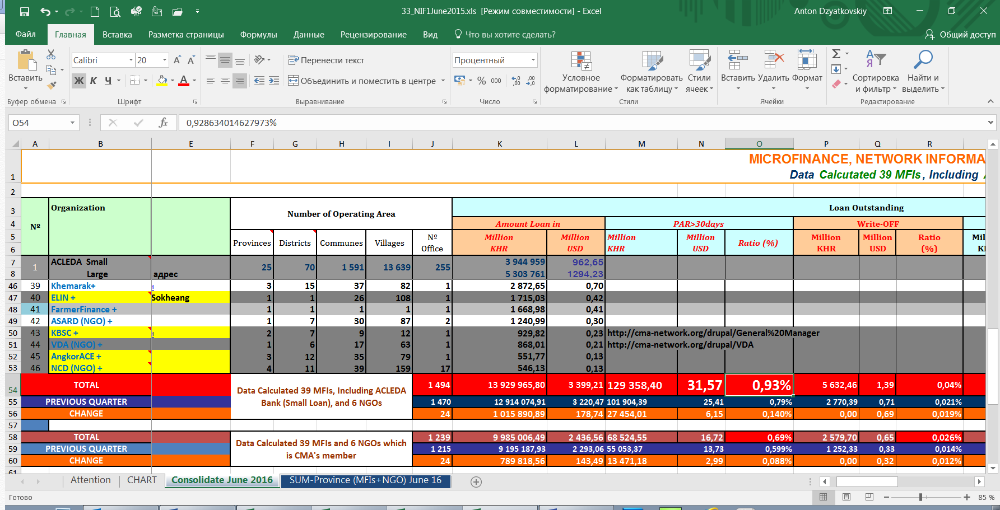 33_NIF1June2015.xls [Режим совместимости] - Excel
Anton Dzyatkovskiy
Файл Главная Вставка Разметка страницы Формулы Данные Рецензирование Вид Что вы хотите сделать? Общий доступ
Вставить
Буфер обмена
Calibri 20
Ж К Ч
Шрифт
Перенести текст
Объединить и поместить в центре
Выравнивание
Процентный
% 000
Число
Условное форматирование
Форматировать как таблицу
Стили ячеек
Стили
Вставить Удалить Формат
Ячейки
Сортировка и фильтр
Найти и выделить
Редактирование
O54 fx 0,928634014627973%
A B E F G H I J K L M N O P Q R
1 MICROFINANCE, NETWORK INFORMA
Data Calcutated 39 MFIs, Including
2
3 Organization Number of Operating Area Loan Outstanding
4 Nº Amount Loan in PAR>30days Write-OFF
5 Provinces Districts Communes Villages Nº Million Million Million Million Ratio (%) Million Million Ratio Mil
6 Office KHR USD KHR USD KHR USD (%)
7 1 ACLEDA Small 25 70 1 591 13 639 255 3 944 959 962,65
8 Large адрес 5 303 761 1294,23
46 39 Khemarak+ 3 15 37 82 1 2 872,65 0,70
47 40 ELIN + Sokheang 1 1 26 108 1 1 715,03 0,42
48 41 FarmerFinance + 1 1 1 1 1 1 668,98 0,41
49 42 ASARD (NGO) + 1 7 30 87 2 1 240,99 0,30
50 43 KBSC + 2 7 9 12 1 929,82 0,23 http://cma-network.org/drupal/General%20Manager
51 44 VDA (NGO) + 1 6 17 63 1 868,01 0,21 http://cma-network.org/drupal/VDA
52 45 AngkorACE + 3 12 35 79 1 551,77 0,13
53 46 NCD (NGO) + 4 11 39 159 17 546,13 0,13
54 TOTAL Data Calculated 39 MFIs, Including ACLEDA Bank (Small Loan), and 6 NGOs 1 494 13 929 965,80 3 399,21 129 358,40 31,57 0,93% 5 632,46 1,39 0,04%
55 PREVIOUS QUARTER 1 470 12 914 074,91 3 220,47 101 904,39 25,41 0,79% 2 770,39 0,71 0,021%
56 CHANGE 24 1 015 890,89 178,74 27 454,01 6,15 0,140% 0,00 0,69 0,019%
57
58 TOTAL Data Calculated 39 MFIs and 6 NGOs which is CMA's member 1 239 9 985 006,49 2 436,56 68 524,55 16,72 0,69% 2 579,70 0,65 0,026%
59 PREVIOUS QUARTER 1 215 9 195 187,93 2 293,06 55 053,37 13,73 0,599% 1 252,33 0,33 0,014%
60 CHANGE 24 789 818,56 143,49 13 471,18 2,99 0,088% 0,00 0,32 0,012%
61
Attention CHART Consolidate June 2016 SUM-Province (MFIs+NGO) June 16
Готово 85 %